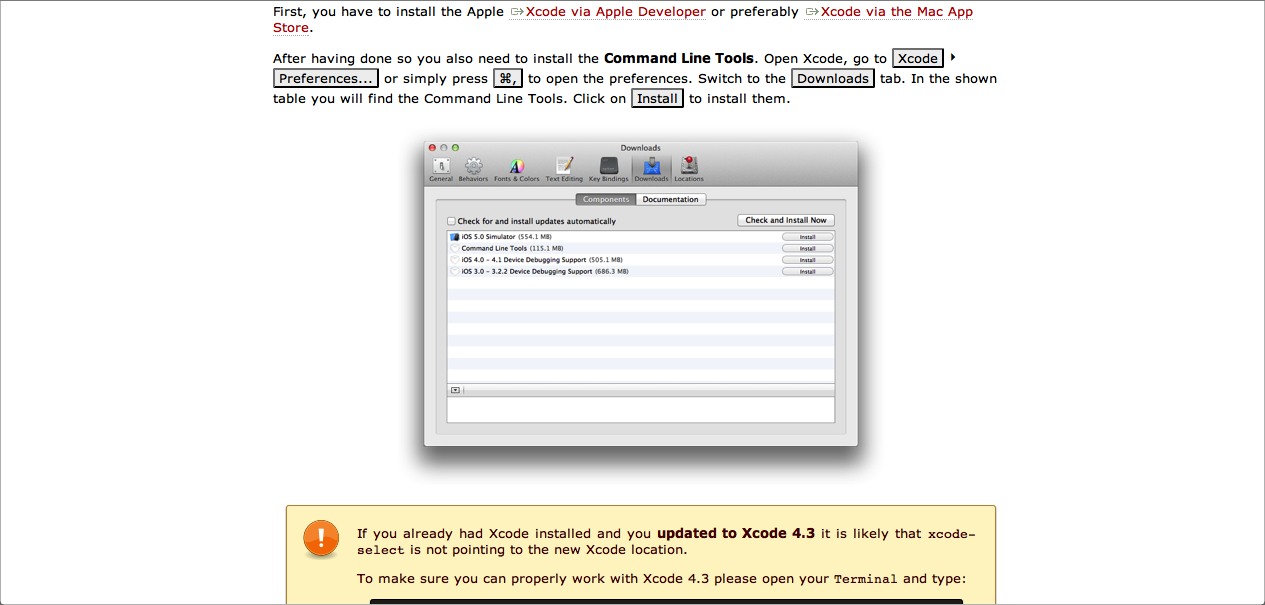 First, you have to install the Apple Xcode via Apple Developer or preferably Xcode via the Mac App
Store.
After having done so you also need to install the Command Line Tools. Open Xcode, go to Xcode ▸
Preferences... or simply press ⌘, to open the preferences. Switch to the Downloads tab. In the shown
table you will find the Command Line Tools. Click on Install to install them.
Downloads
General Behaviors Fonts & Colors Text Editing Key Bindings Downloads Locations
Components Documentation
Check for and install updates automatically Check and Install Now
iOS 5.0 Simulator (554.1 MB) Install
Command Line Tools (115.1 MB) Install
iOS 4.0 – 4.1 Device Debugging Support (505.1 MB) Install
iOS 3.0 – 3.2.2 Device Debugging Support (686.3 MB) Install
If you already had Xcode installed and you updated to Xcode 4.3 it is likely that xcode-
select is not pointing to the new Xcode location.
To make sure you can properly work with Xcode 4.3 please open your Terminal and type: